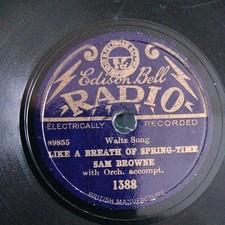 Edison Bell
RADIO
ELECTRICALLY RECORDED
89855 Waltz Song
LIKE A BREATH OF SPRING-TIME
SAM BROWNE
with Orch. accompt.
1388
BRITISH MANUFACTURE